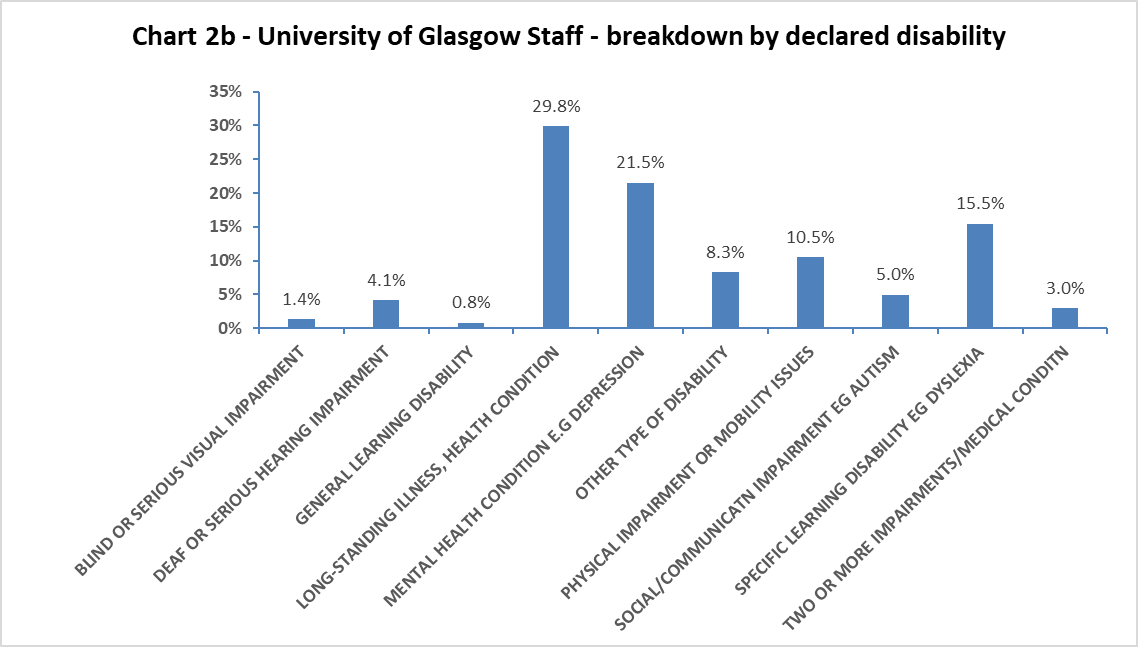 Chart 2b - University of Glasgow Staff - breakdown by declared disability
35%
30%
25%
20%
15%
10%
5%
0%
1.4%
4.1%
0.8%
29.8%
21.5%
8.3%
10.5%
5.0%
15.5%
3.0%
BLIND OR SERIOUS VISUAL IMPAIRMENT
DEAF OR SERIOUS HEARING IMPAIRMENT
GENERAL LEARNING DISABILITY
LONG-STANDING ILLNESS, HEALTH CONDITION
MENTAL HEALTH CONDITION E.G DEPRESSION
OTHER TYPE OF DISABILITY
PHYSICAL IMPAIRMENT OR MOBILITY ISSUES
SOCIAL/COMMUNICATN IMPAIRMENT EG AUTISM
SPECIFIC LEARNING DISABILITY EG DYSLEXIA
TWO OR MORE IMPAIRMENTS/MEDICAL CONDITN